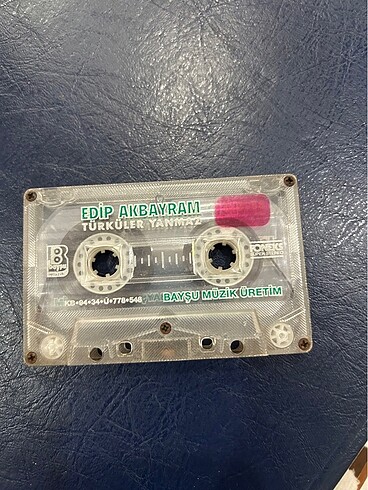 EDİP AKBAYRAM
TÜRKÜLER YANMAZ
KB•94•34•Ü•778•548
BAYŞU MÜZİK ÜRETİM